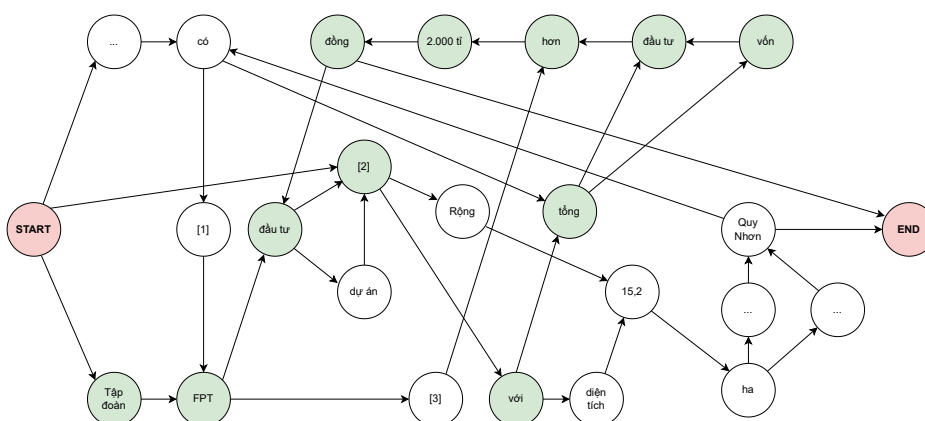 ...
có
đồng
2.000 tỉ
hơn
đầu tư
vốn
[2]
START
[1]
đầu tư
Rộng
tổng
Quy
Nhơn
END
dự án
15,2
...
...
Tập
đoàn
FPT
[3]
với
diện
tích
ha